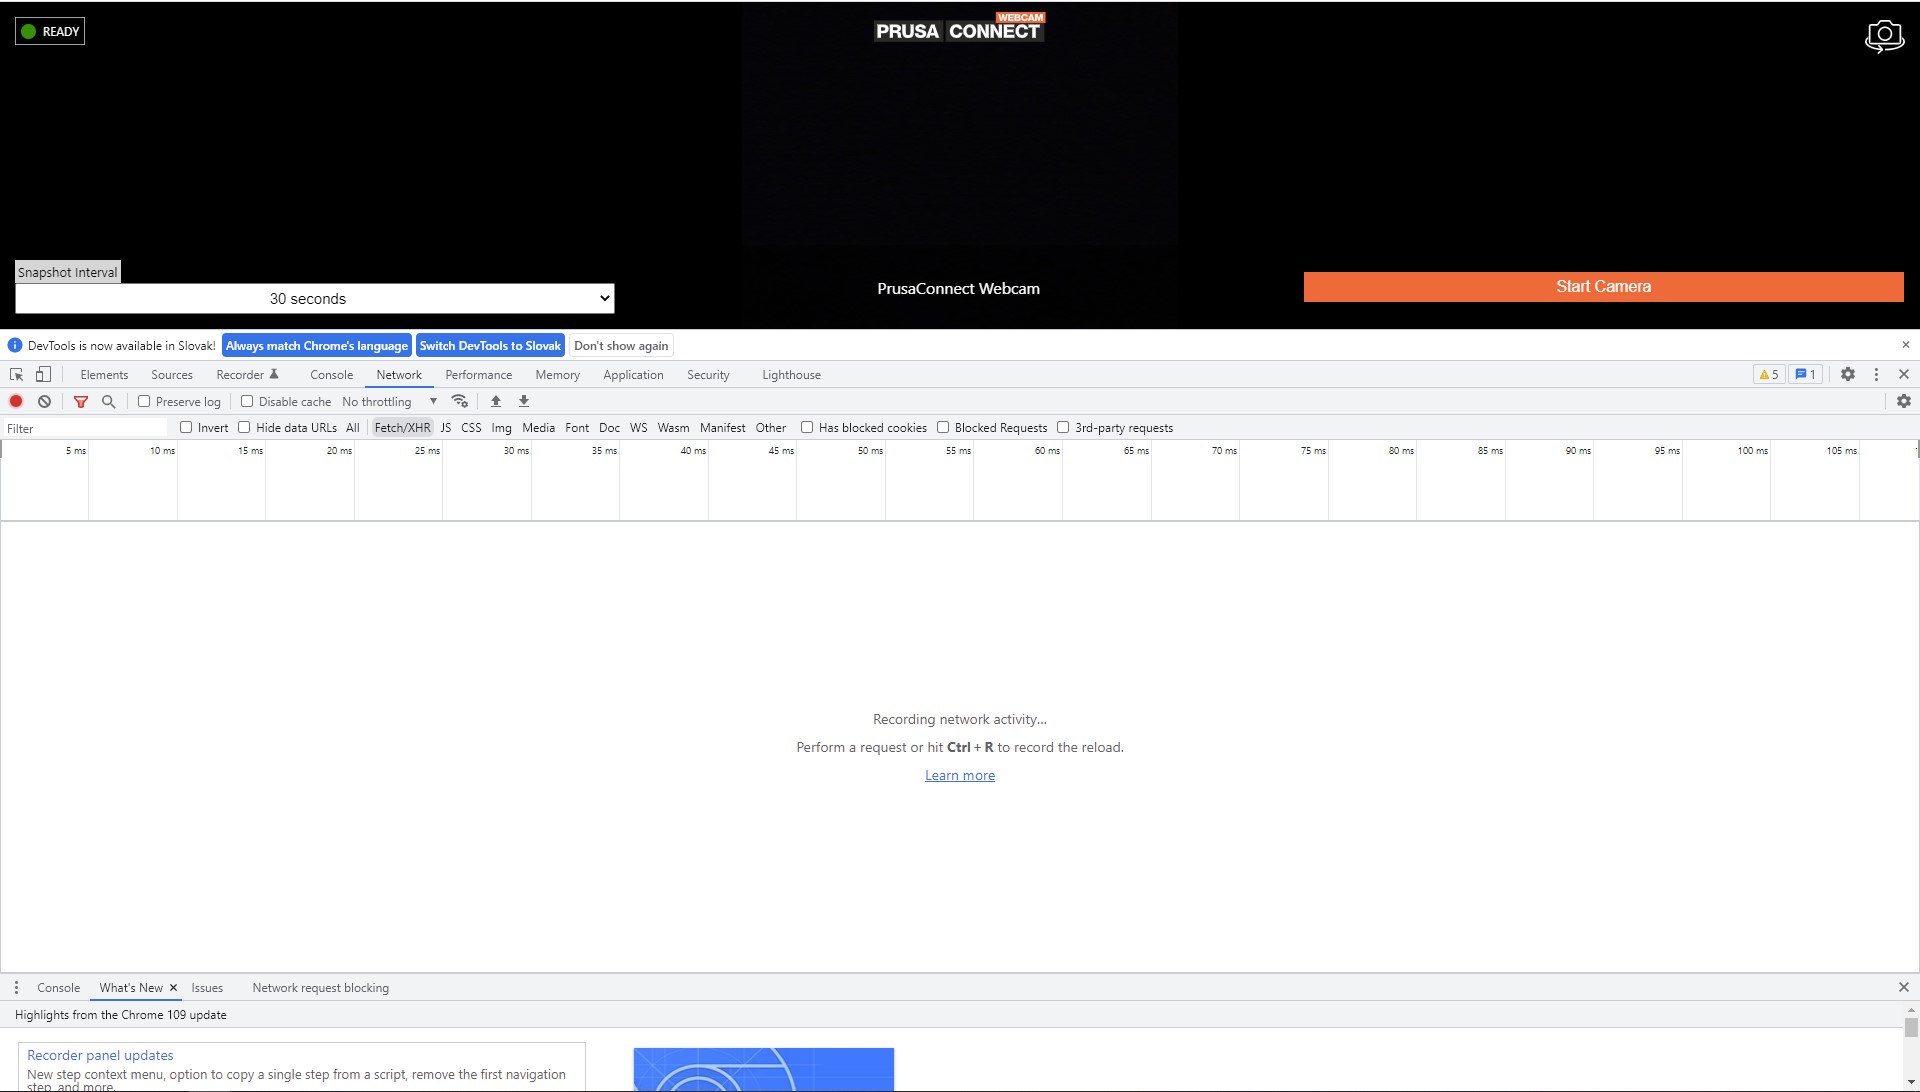 READY
WEBCAM
PRUSA CONNECT
Snapshot Interval
30 seconds
PrusaConnect Webcam
Start Camera
DevTools is now available in Slovak! Always match Chrome's language Switch DevTools to Slovak Don't show again
Elements Sources Recorder Console Network Performance Memory Application Security Lighthouse 5 1
Preserve log Disable cache No throttling
Filter Invert Hide data URLs All Fetch/XHR JS CSS Img Media Font Doc WS Wasm Manifest Other Has blocked cookies Blocked Requests 3rd-party requests
5 ms 10 ms 15 ms 20 ms 25 ms 30 ms 35 ms 40 ms 45 ms 50 ms 55 ms 60 ms 65 ms 70 ms 75 ms 80 ms 85 ms 90 ms 95 ms 100 ms 105 ms
Recording network activity...
Perform a request or hit Ctrl + R to record the reload.
Learn more
Console What's New Issues Network request blocking
Highlights from the Chrome 109 update
Recorder panel updates
New step context menu, option to copy a single step from a script, remove the first navigation
step, and more.